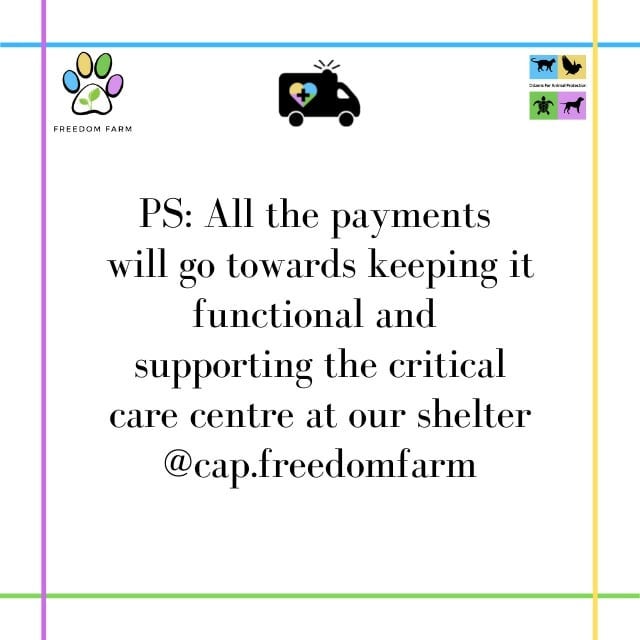 FREEDOM FARM
Citizens For Animal Protection
PS: All the payments
will go towards keeping it
functional and
supporting the critical
care centre at our shelter
@cap.freedomfarm